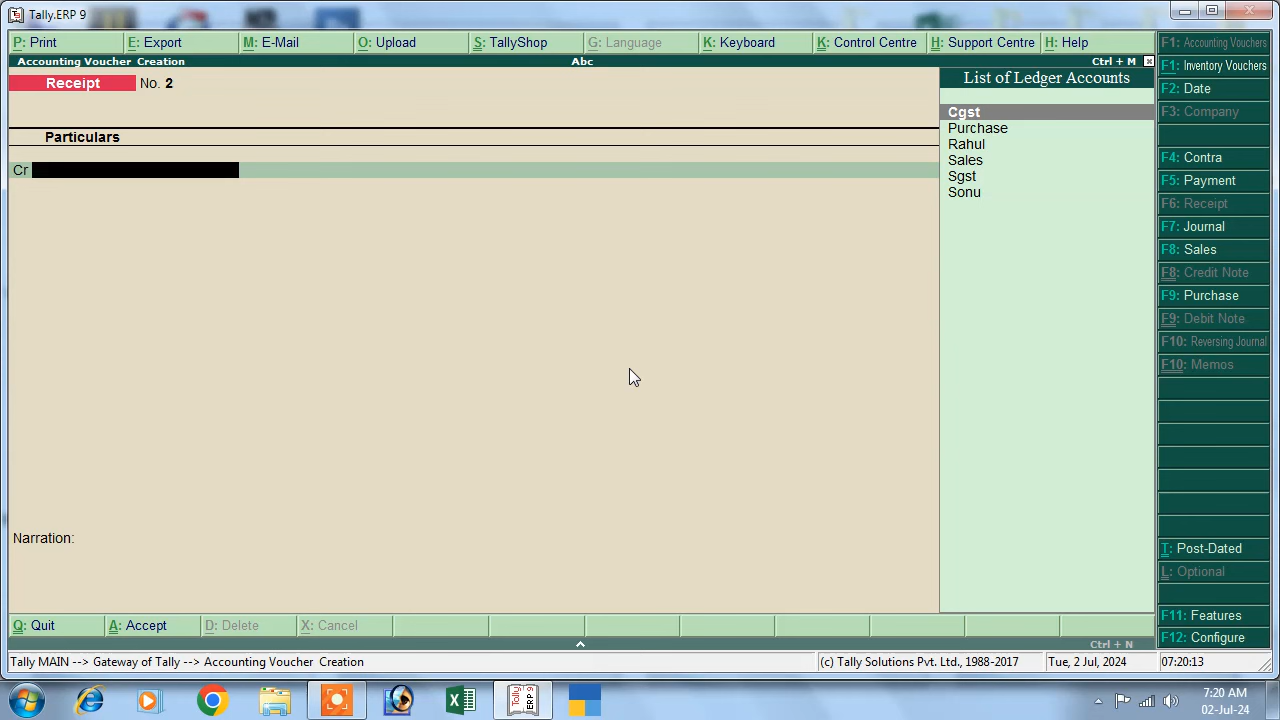 Tally.ERP 9
P: Print E: Export M: E-Mail O: Upload S: TallyShop G: Language K: Keyboard K: Control Centre H: Support Centre H: Help
Accounting Voucher Creation Abc Ctrl + M
Receipt No. 2
Particulars
Cr
Narration:
List of Ledger Accounts
Cgst
Purchase
Rahul
Sales
Sgst
Sonu
F1: Accounting Vouchers
F1: Inventory Vouchers
F2: Date
F3: Company
F4: Contra
F5: Payment
F6: Receipt
F7: Journal
F8: Sales
F8: Credit Note
F9: Purchase
F9: Debit Note
F10: Reversing Journal
F10: Memos
T: Post-Dated
L: Optional
F11: Features
F12: Configure
Q: Quit A: Accept D: Delete X: Cancel
Ctrl + N
Tally MAIN --> Gateway of Tally --> Accounting Voucher Creation (c) Tally Solutions Pvt. Ltd., 1988-2017 Tue, 2 Jul, 2024 07:20:13
Tally
ERP 9
7:20 AM
02-Jul-24